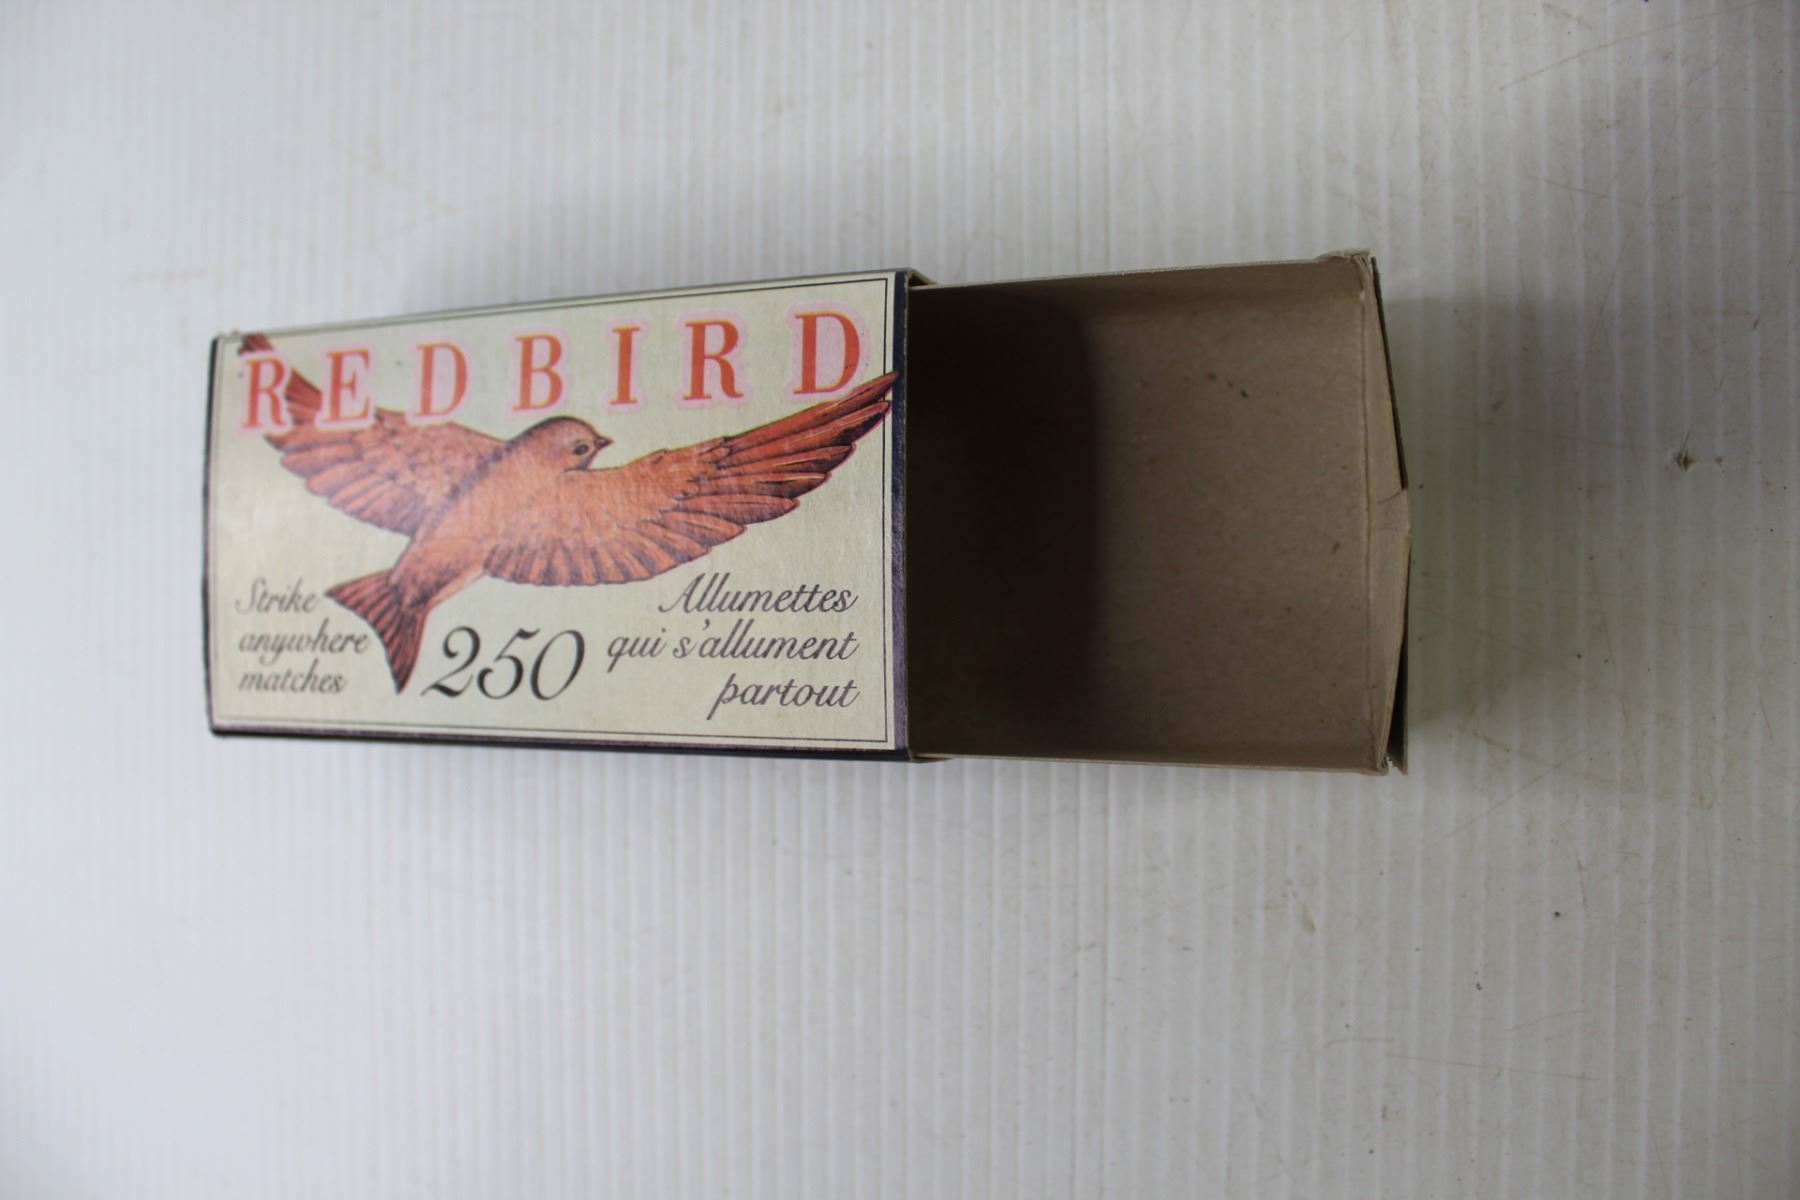 REDBIRD
Strike
anywhere
matches
250
Allumettes
qui s'allument
partout